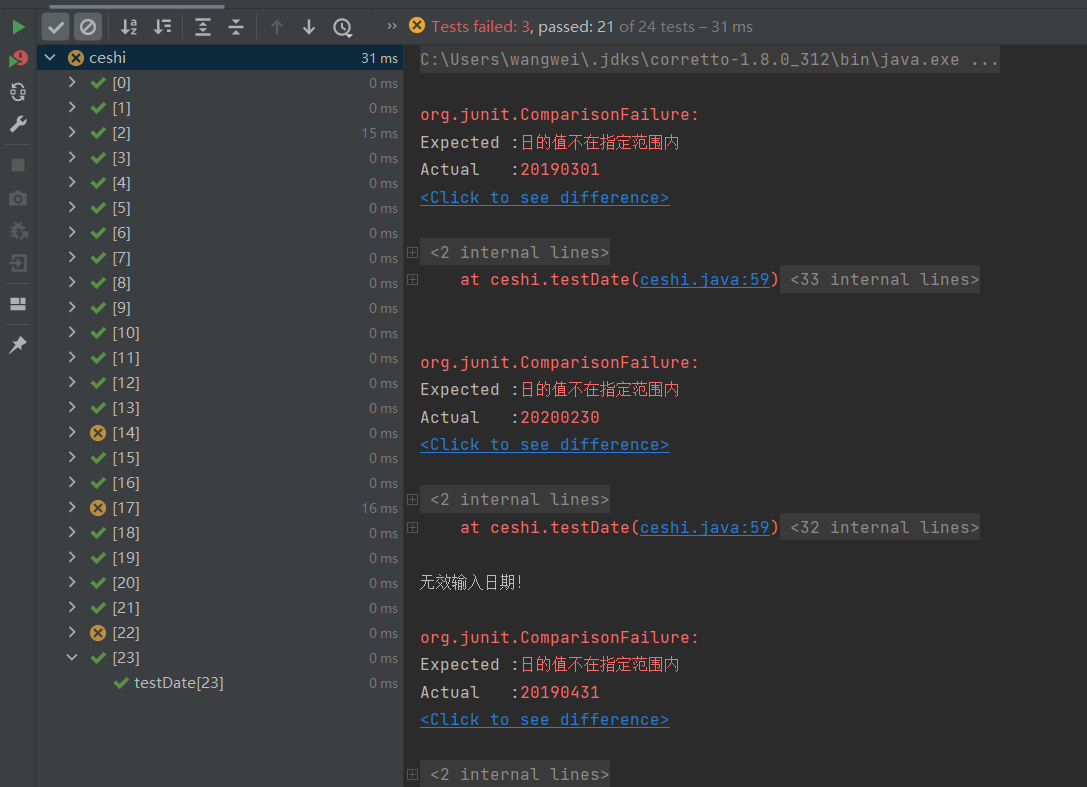 Tests failed: 3, passed: 21 of 24 tests – 31 ms
ceshi 31 ms
[0] 0 ms
[1] 0 ms
[2] 15 ms
[3] 0 ms
[4] 0 ms
[5] 0 ms
[6] 0 ms
[7] 0 ms
[8] 0 ms
[9] 0 ms
[10] 0 ms
[11] 0 ms
[12] 0 ms
[13] 0 ms
[14] 0 ms
[15] 0 ms
[16] 0 ms
[17] 16 ms
[18] 0 ms
[19] 0 ms
[20] 0 ms
[21] 0 ms
[22] 0 ms
[23] 0 ms
testDate[23] 0 ms
C:\Users\wangwei\.jdks\corretto-1.8.0_312\bin\java.exe ...
org.junit.ComparisonFailure:
Expected :日的值不在指定范围内
Actual   :20190301
<Click to see difference>
<2 internal lines>
at ceshi.testDate(ceshi.java:59) <33 internal lines>
org.junit.ComparisonFailure:
Expected :日的值不在指定范围内
Actual   :20200230
<Click to see difference>
<2 internal lines>
at ceshi.testDate(ceshi.java:59) <32 internal lines>
无效输入日期!
org.junit.ComparisonFailure:
Expected :日的值不在指定范围内
Actual   :20190431
<Click to see difference>
<2 internal lines>